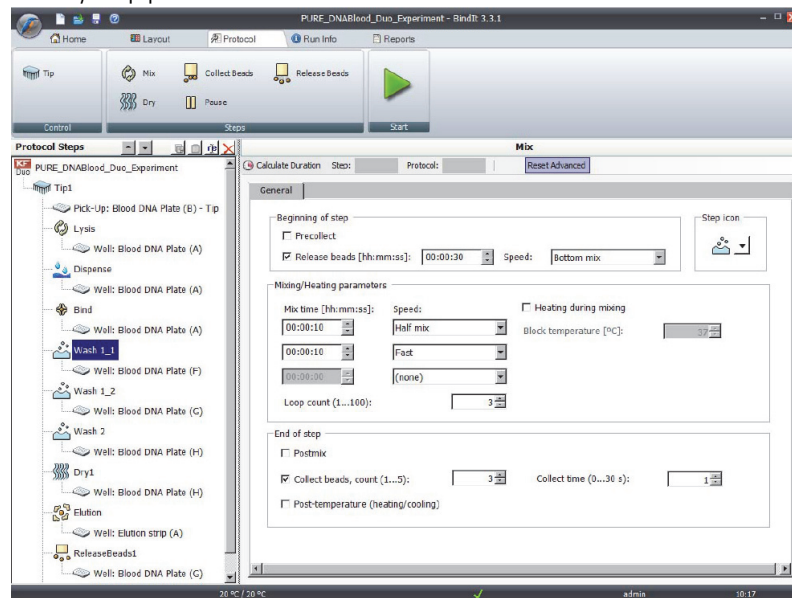 PURE_DNABlood_Duo_Experiment - BindIt 3.3.1
Home Layout Protocol Run Info Reports
Tip Mix Collect Beads Release Beads
Dry Pause
Control Steps Start
Protocol Steps
Mix
KF Duo PURE_DNABlood_Duo_Experiment
Tip1
Pick-Up: Blood DNA Plate (B) - Tip
Lysis
Well: Blood DNA Plate (A)
Dispense
Well: Blood DNA Plate (A)
Bind
Well: Blood DNA Plate (A)
Wash 1_1
Well: Blood DNA Plate (F)
Wash 1_2
Well: Blood DNA Plate (G)
Wash 2
Well: Blood DNA Plate (H)
Dry1
Well: Blood DNA Plate (H)
Elution
Well: Elution strip (A)
ReleaseBeads1
Well: Blood DNA Plate (G)
Calculate Duration Step: Protocol: Reset Advanced
General
Beginning of step
Precollect
Release beads [hh:mm:ss]: 00:00:30 Speed: Bottom mix
Step icon
Mixing/Heating parameters
Mix time [hh:mm:ss]: Speed: Heating during mixing
00:00:10 Half mix Block temperature [ºC]: 37
00:00:10 Fast
00:00:00 (none)
Loop count (1...100): 3
End of step
Postmix
Collect beads, count (1...5): 3 Collect time (0...30 s): 1
Post-temperature (heating/cooling)
20 ºC / 20 ºC admin 10:17